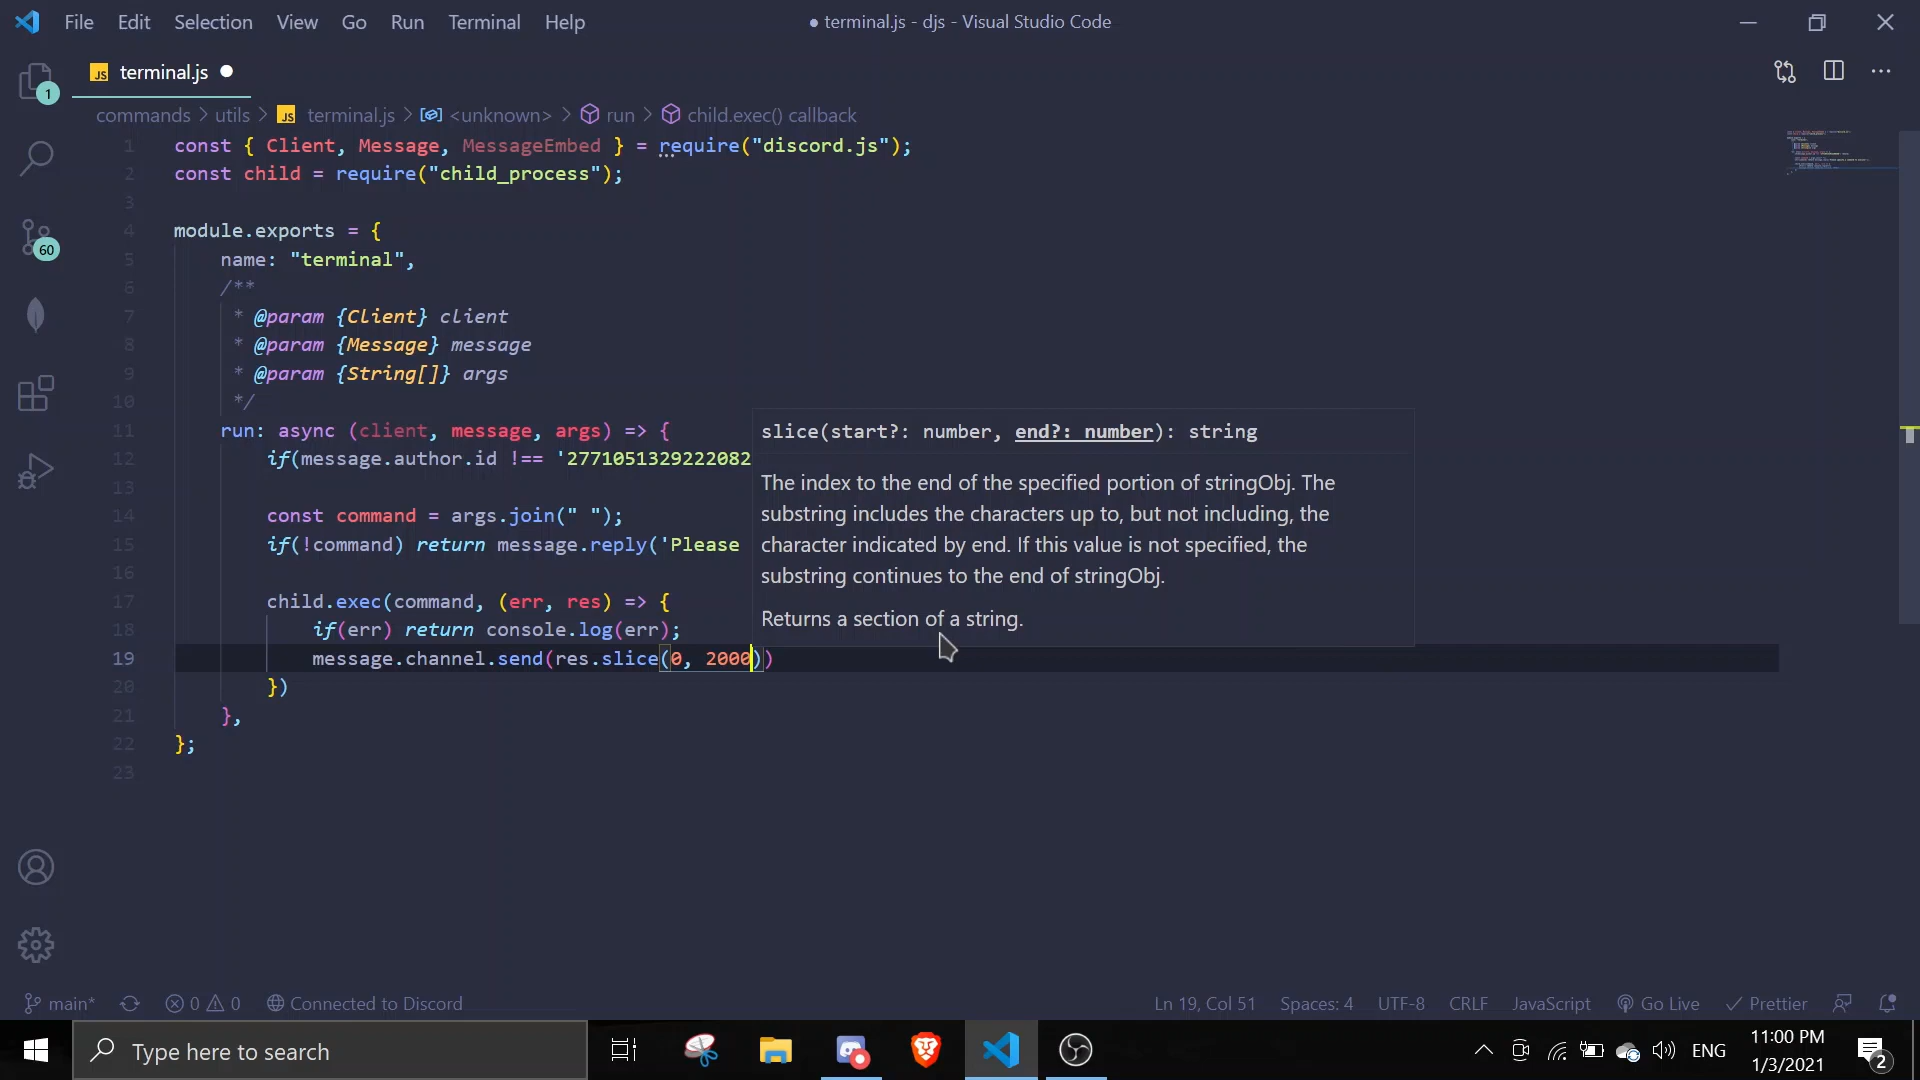 File Edit Selection View Go Run Terminal Help
● terminal.js - djs - Visual Studio Code
JS terminal.js ●
1
commands > utils > JS terminal.js > <unknown> > run > child.exec() callback
1 const { Client, Message, MessageEmbed } = require("discord.js");
2 const child = require("child_process");
3
4 module.exports = {
5 name: "terminal",
6 /**
7 * @param {Client} client
8 * @param {Message} message
9 * @param {String[]} args
10 */
11 run: async (client, message, args) => {
12 if(message.author.id !== '2771051329222082
13
14 const command = args.join(" ");
15 if(!command) return message.reply('Please
16
17 child.exec(command, (err, res) => {
18 if(err) return console.log(err);
19 message.channel.send(res.slice(0, 2000))
20 })
21 },
22 };
23
60
slice(start?: number, end?: number): string
The index to the end of the specified portion of stringObj. The
substring includes the characters up to, but not including, the
character indicated by end. If this value is not specified, the
substring continues to the end of stringObj.
Returns a section of a string.
main* 0 0 Connected to Discord
Ln 19, Col 51 Spaces: 4 UTF-8 CRLF JavaScript Go Live Prettier
Type here to search
ENG
11:00 PM
1/3/2021
2